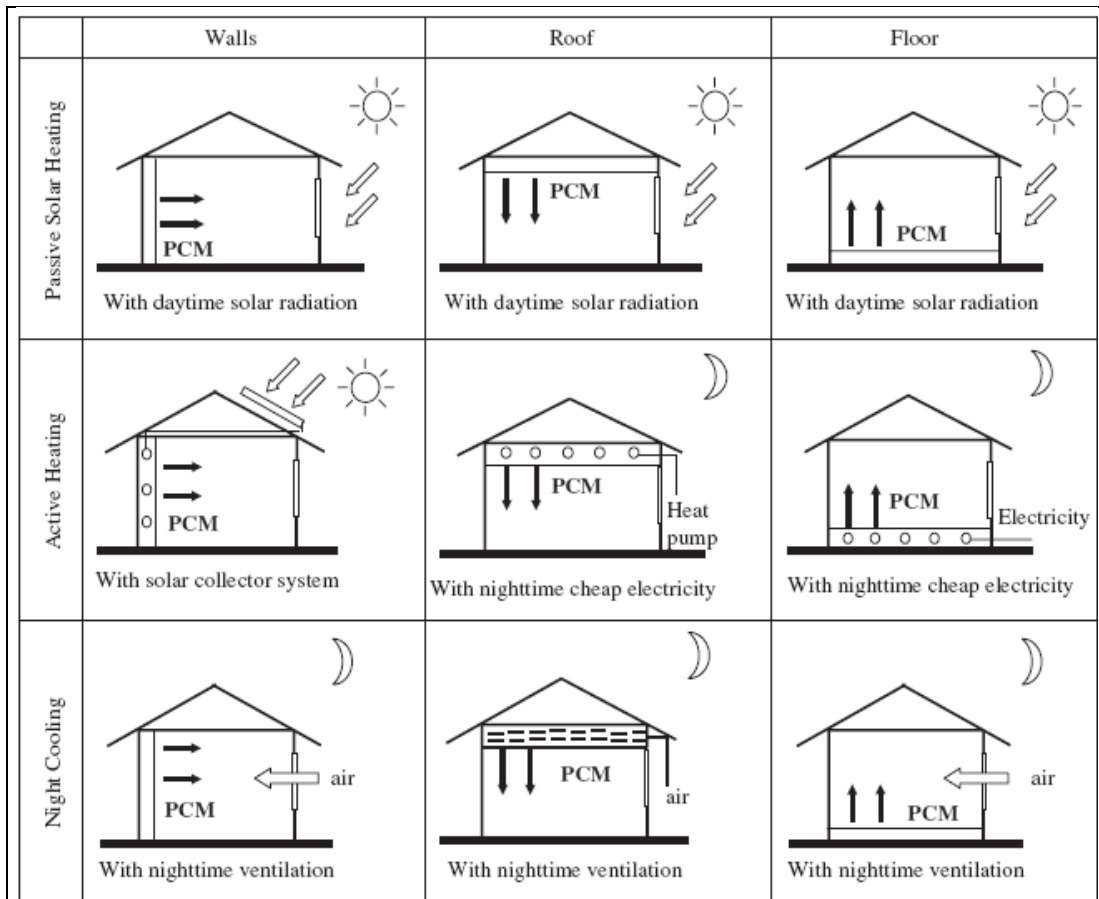 Walls
Roof
Floor
Passive Solar Heating
PCM
With daytime solar radiation
PCM
With daytime solar radiation
PCM
With daytime solar radiation
Active Heating
PCM
With solar collector system
PCM
Heat
pump
With nighttime cheap electricity
PCM
Electricity
With nighttime cheap electricity
Night Cooling
air
PCM
With nighttime ventilation
PCM
air
With nighttime ventilation
air
PCM
With nighttime ventilation